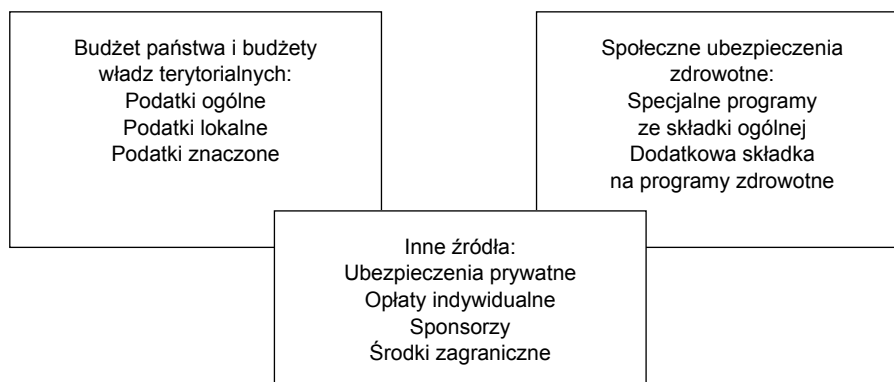 Budżet państwa i budżety
władz terytorialnych:
Podatki ogólne
Podatki lokalne
Podatki znaczone
Społeczne ubezpieczenia
zdrowotne:
Specjalne programy
ze składki ogólnej
Dodatkowa składka
na programy zdrowotne
Inne źródła:
Ubezpieczenia prywatne
Opłaty indywidualne
Sponsorzy
Środki zagraniczne